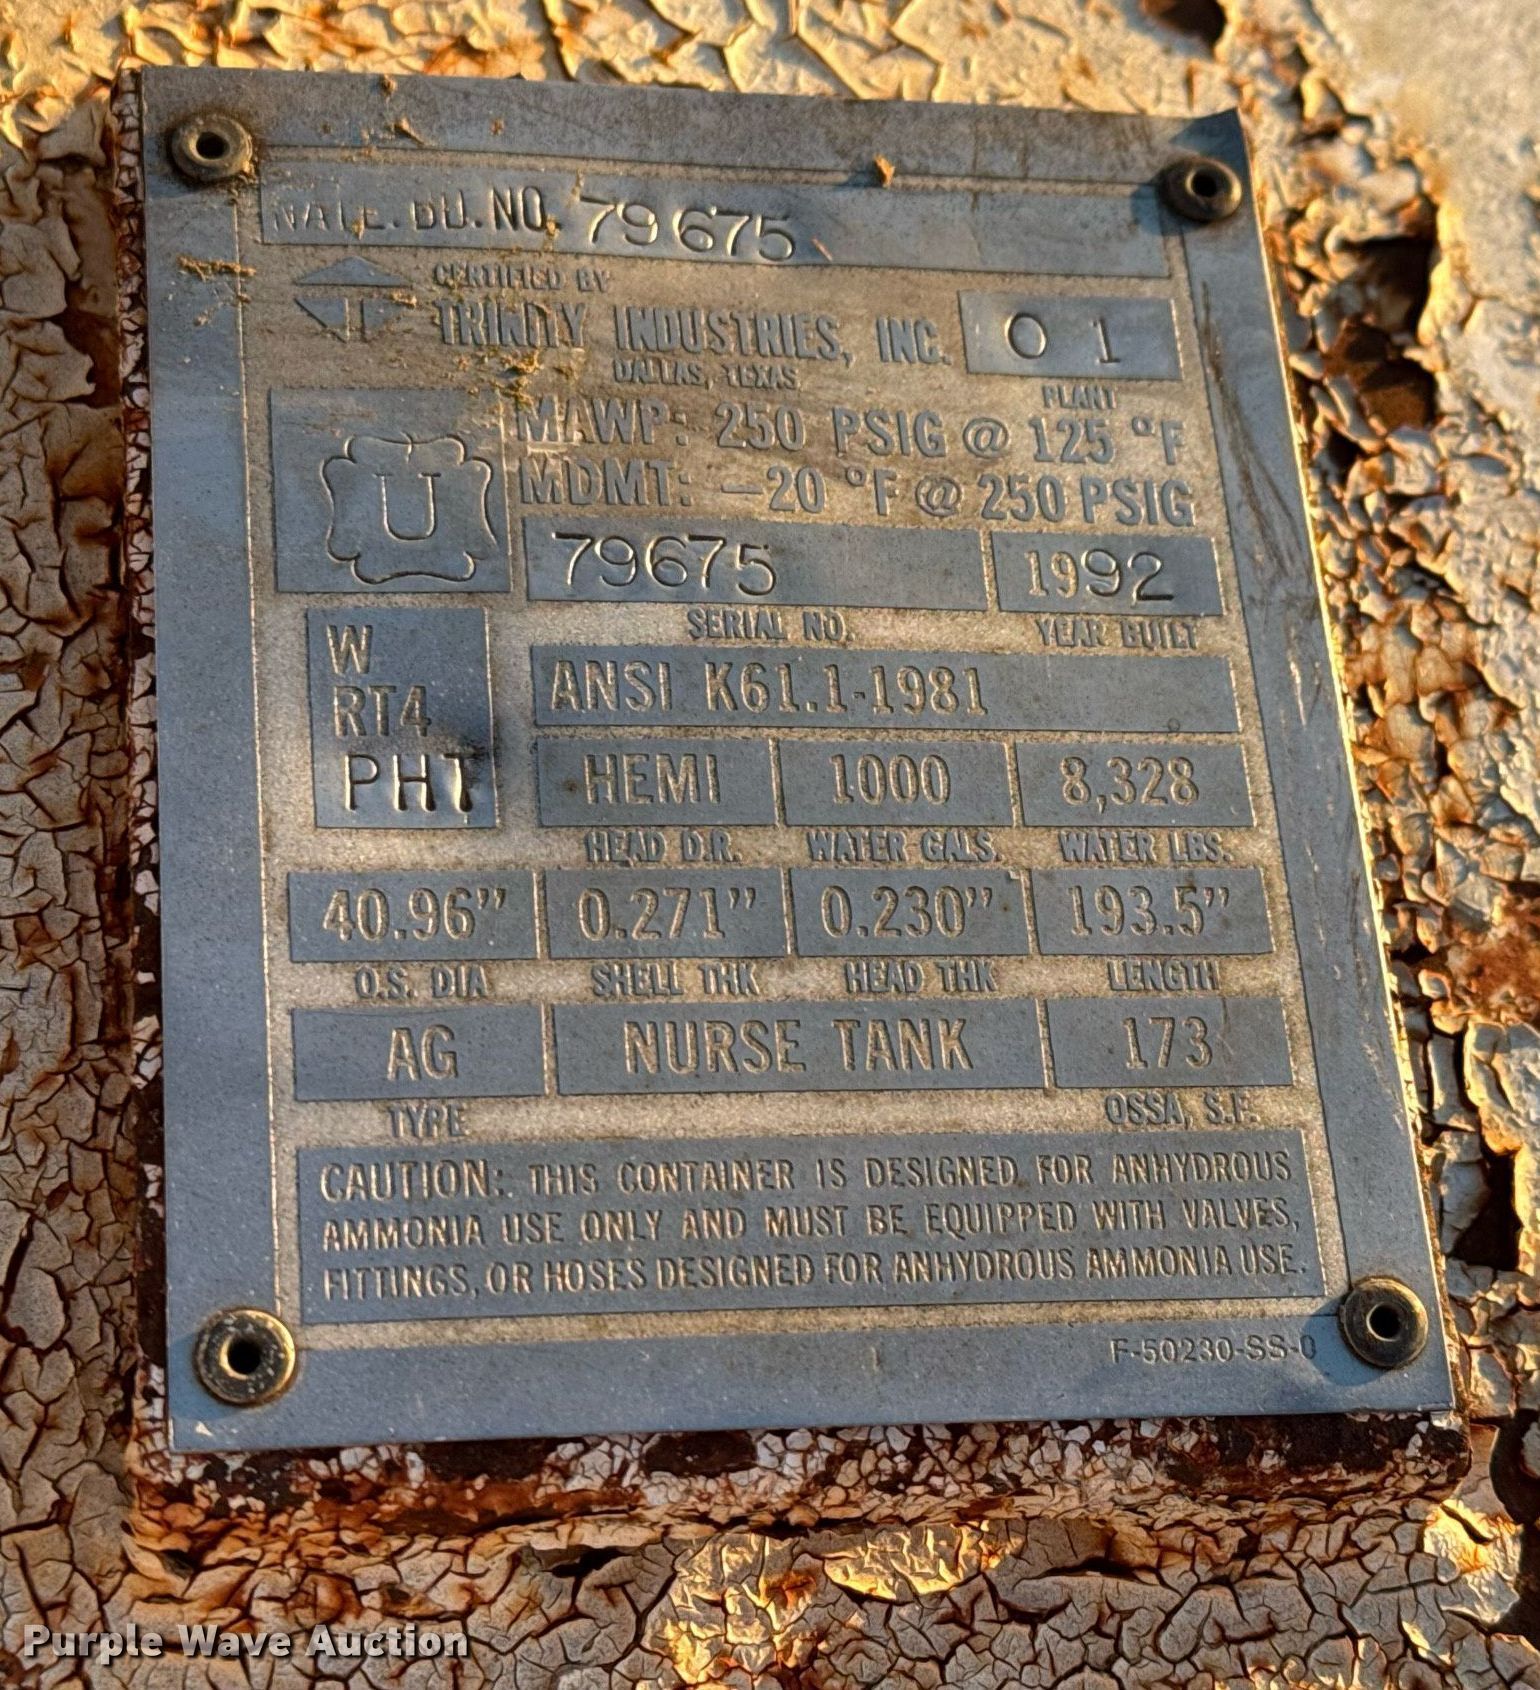 NAT'L. BD. NO. 79675
CERTIFIED BY
TRINITY INDUSTRIES, INC. 01
DALLAS, TEXAS
PLANT
MAWP: 250 PSIG @ 125 °F
MDMT: -20 °F @ 250 PSIG
U
79675 1992
SERIAL NO. YEAR BUILT
W
RT4
PHT
ANSI K61.1-1981
HEMI 1000 8,328
HEAD D.R. WATER GALS. WATER LBS.
40.96" 0.271" 0.230" 193.5"
O.S. DIA SHELL THK HEAD THK LENGTH
AG NURSE TANK 173
TYPE OSSA, S.F.
CAUTION: THIS CONTAINER IS DESIGNED FOR ANHYDROUS
AMMONIA USE ONLY AND MUST BE EQUIPPED WITH VALVES,
FITTINGS, OR HOSES DESIGNED FOR ANHYDROUS AMMONIA USE.
F-50230-SS-0
Purple Wave Auction